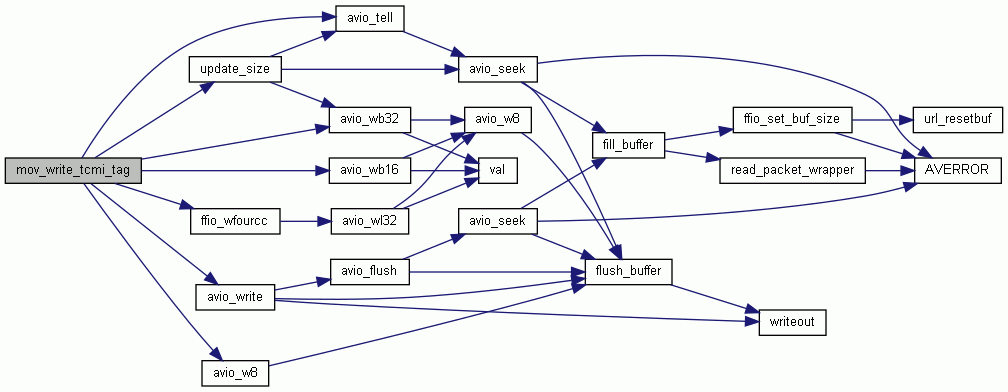 avio_tell
update_size
avio_seek
avio_wb32
avio_w8
ffio_set_buf_size
url_resetbuf
fill_buffer
mov_write_tcmi_tag
avio_wb16
val
read_packet_wrapper
AVERROR
ffio_wfourcc
avio_wl32
avio_seek
avio_flush
flush_buffer
avio_write
writeout
avio_w8